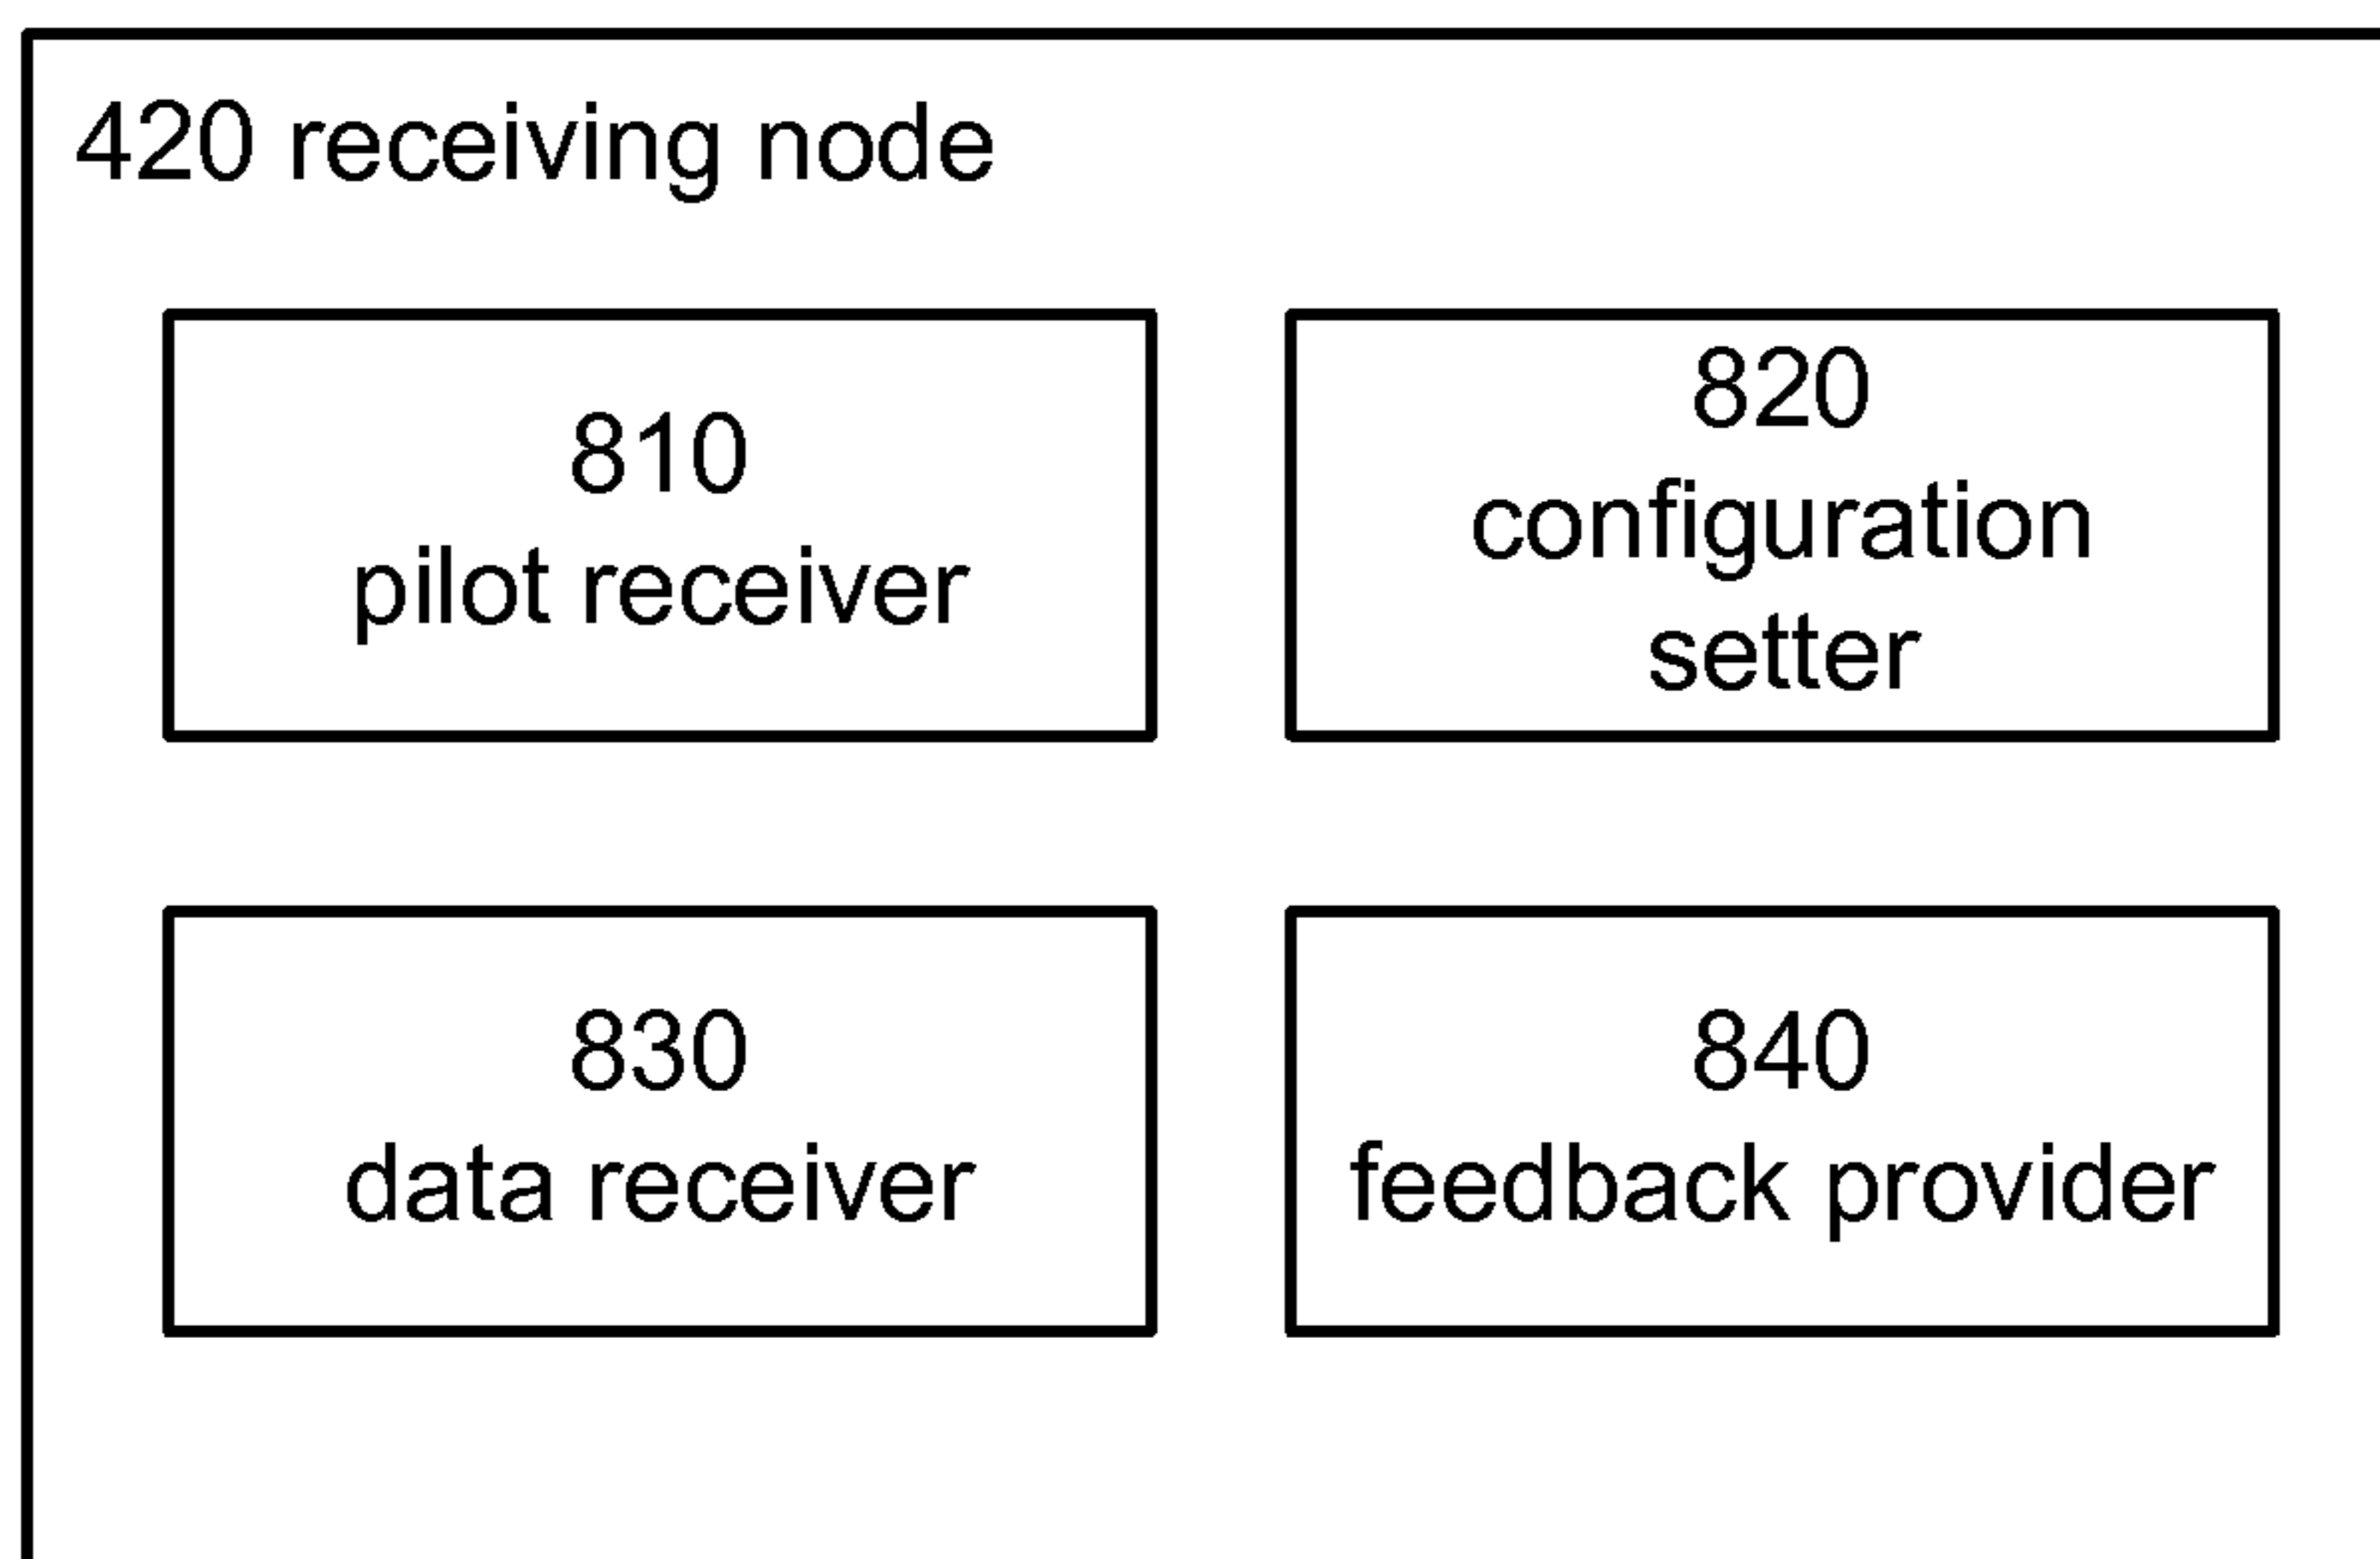 420 receiving node
810
pilot receiver
820
configuration
setter
830
data receiver
840
feedback provider